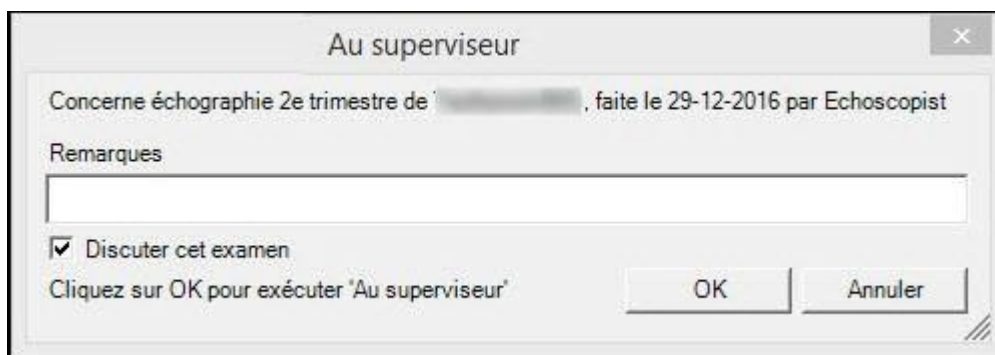 Au superviseur
Concerne échographie 2e trimestre de , faite le 29-12-2016 par Echoscopist
Remarques
Discuter cet examen
Cliquez sur OK pour exécuter 'Au superviseur'
OK
Annuler